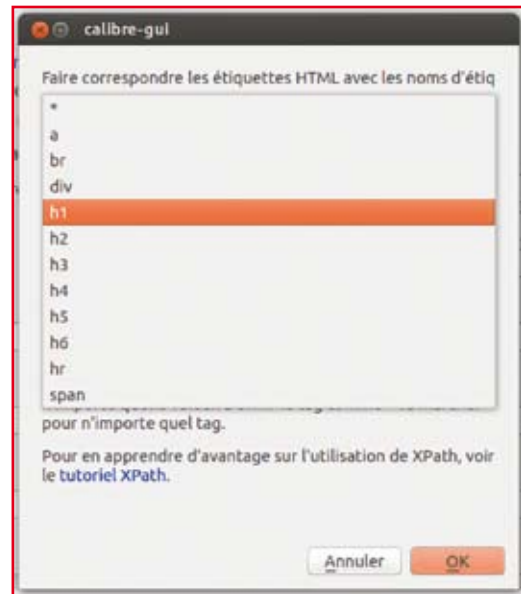 calibre-gui
Faire correspondre les étiquettes HTML avec les noms d'étiq
*
a
br
div
h1
h2
h3
h4
h5
h6
hr
span
pour n'importe quel tag.
Pour en apprendre d'avantage sur l'utilisation de XPath, voir
le tutoriel XPath.
Annuler
OK